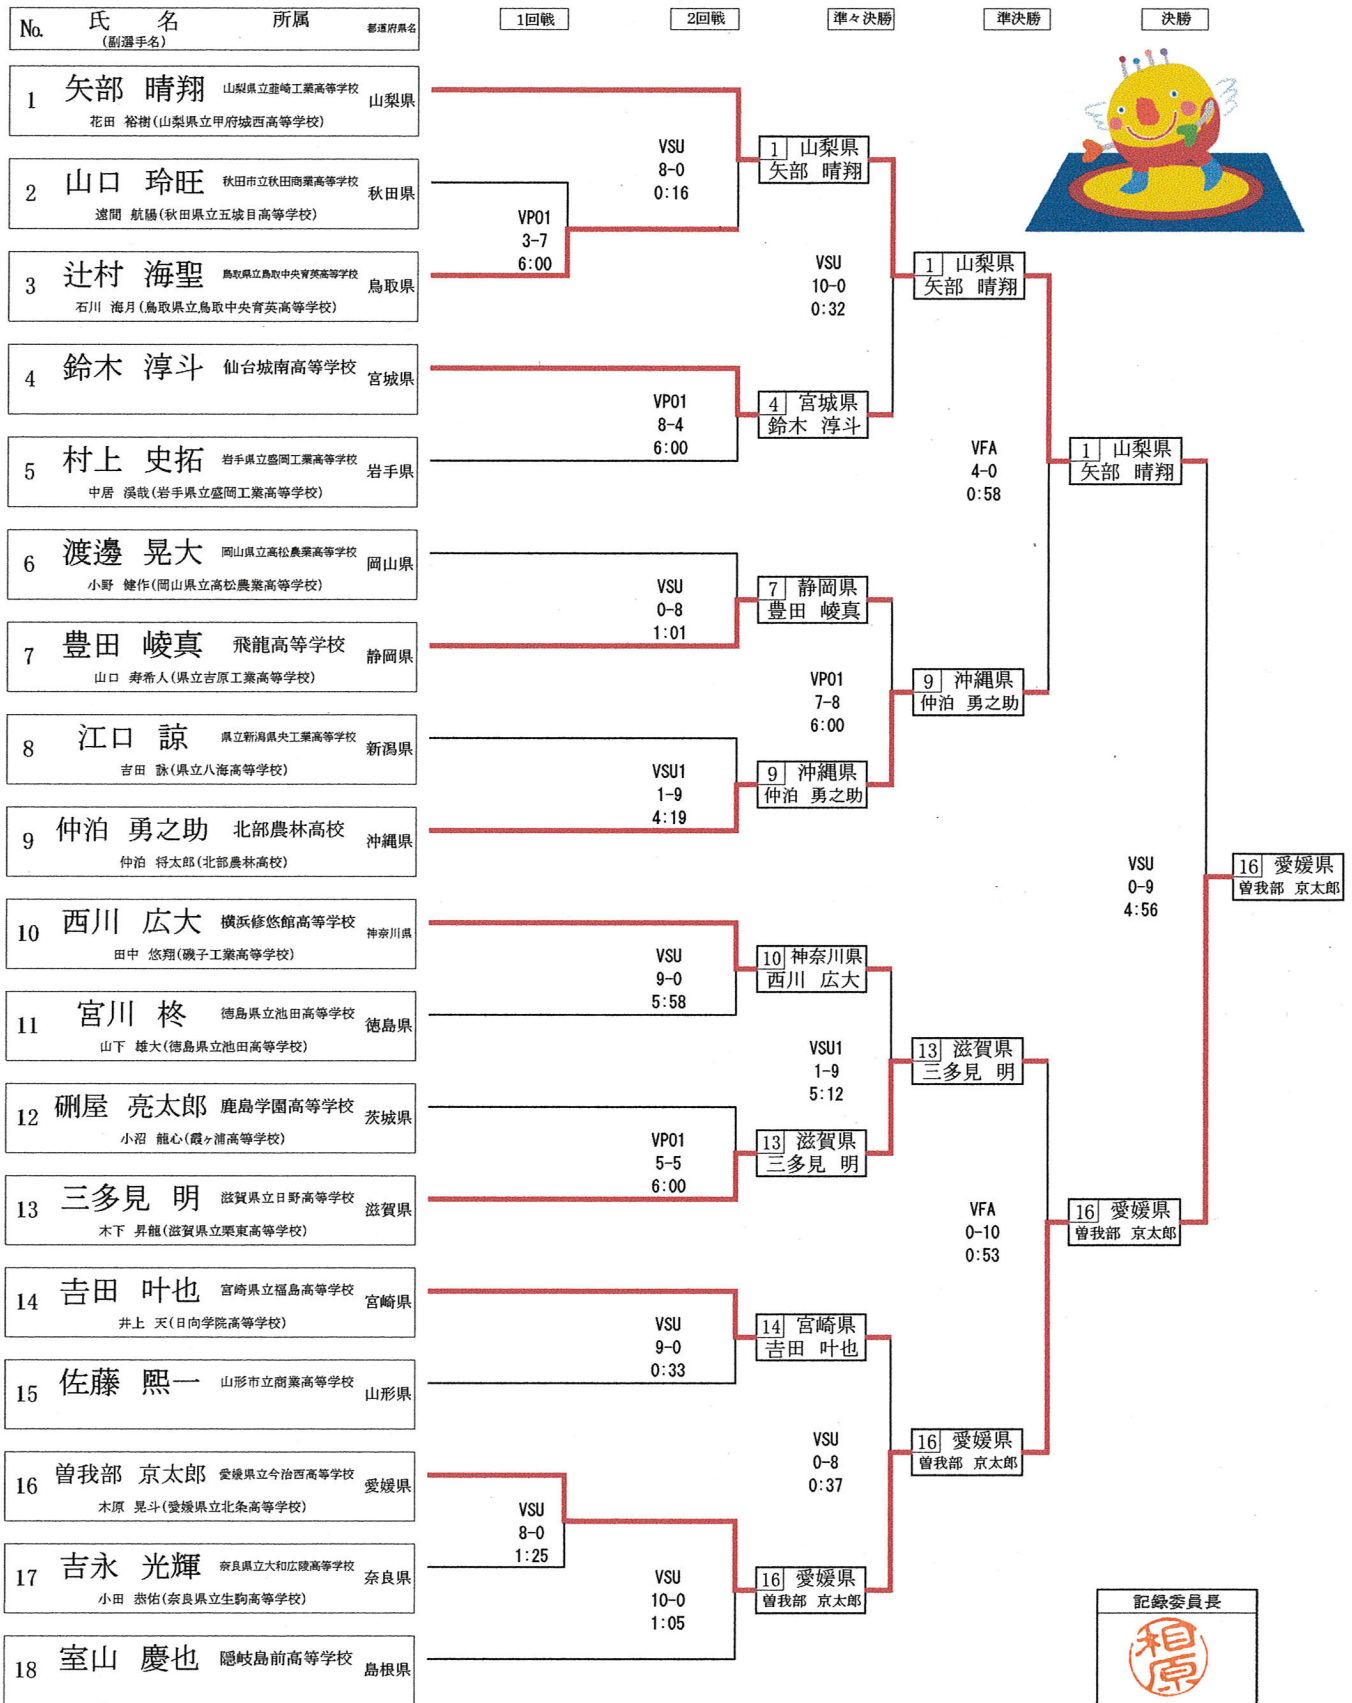 No. 氏 名 所属 都道府県名 1回戦 2回戦 準々決勝 準決勝 決勝
(副選手名)
1 矢部 晴翔 山梨県立韮崎工業高等学校 山梨県
花田 裕樹(山梨県立甲府城西高等学校)
2 山口 玲旺 秋田市立秋田商業高等学校 秋田県
遠間 航腸(秋田県立五城目高等学校)
3 辻村 海聖 鳥取県立鳥取中央育英高等学校 鳥取県
石川 海月(鳥取県立鳥取中央育英高等学校)
4 鈴木 淳斗 仙台城南高等学校 宮城県
5 村上 史拓 岩手県立盛岡工業高等学校 岩手県
中居 渓哉(岩手県立盛岡工業高等学校)
6 渡邊 晃大 岡山県立高松農業高等学校 岡山県
小野 健作(岡山県立高松農業高等学校)
7 豊田 崚真 飛龍高等学校 静岡県
山口 寿希人(県立吉原工業高等学校)
8 江口 諒 県立新潟県央工業高等学校 新潟県
吉田 詠(県立八海高等学校)
9 仲泊 勇之助 北部農林高校 沖縄県
仲泊 将太郎(北部農林高校)
10 西川 広大 横浜修悠館高等学校 神奈川県
田中 悠翔(磯子工業高等学校)
11 宮川 柊 徳島県立池田高等学校 徳島県
山下 雄大(徳島県立池田高等学校)
12 硎屋 亮太郎 鹿島学園高等学校 茨城県
小沼 龍心(霞ヶ浦高等学校)
13 三多見 明 滋賀県立日野高等学校 滋賀県
木下 昇龍(滋賀県立栗東高等学校)
14 吉田 叶也 宮崎県立福島高等学校 宮崎県
井上 天(日向学院高等学校)
15 佐藤 熙一 山形市立商業高等学校 山形県
16 曽我部 京太郎 愛媛県立今治西高等学校 愛媛県
木原 晃斗(愛媛県立北条高等学校)
17 吉永 光輝 奈良県立大和広陵高等学校 奈良県
小田 恭佑(奈良県立生駒高等学校)
18 室山 慶也 隠岐島前高等学校 島根県
VPO1
3-7
6:00
VSU
8-0
1:25
VSU
8-0
0:16
VPO1
8-4
6:00
VSU
0-8
1:01
VSU1
1-9
4:19
VSU
9-0
5:58
VPO1
5-5
6:00
VSU
9-0
0:33
VSU
10-0
1:05
1 山梨県
矢部 晴翔
4 宮城県
鈴木 淳斗
7 静岡県
豊田 崚真
9 沖縄県
仲泊 勇之助
10 神奈川県
西川 広大
13 滋賀県
三多見 明
14 宮崎県
吉田 叶也
16 愛媛県
曽我部 京太郎
VSU
10-0
0:32
VPO1
7-8
6:00
VSU1
1-9
5:12
VSU
0-8
0:37
1 山梨県
矢部 晴翔
9 沖縄県
仲泊 勇之助
13 滋賀県
三多見 明
16 愛媛県
曽我部 京太郎
VFA
4-0
0:58
VFA
0-10
0:53
1 山梨県
矢部 晴翔
16 愛媛県
曽我部 京太郎
VSU
0-9
4:56
16 愛媛県
曽我部 京太郎
記録委員長
相原